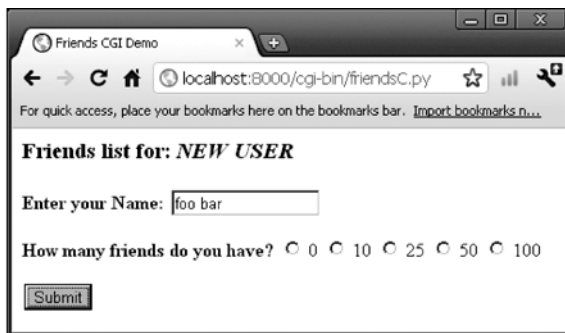 Friends CGI Demo
localhost:8000/cgi-bin/friendsC.py
For quick access, place your bookmarks here on the bookmarks bar. Import bookmarks n...
Friends list for: NEW USER
Enter your Name: foo bar
How many friends do you have? 0 10 25 50 100
Submit